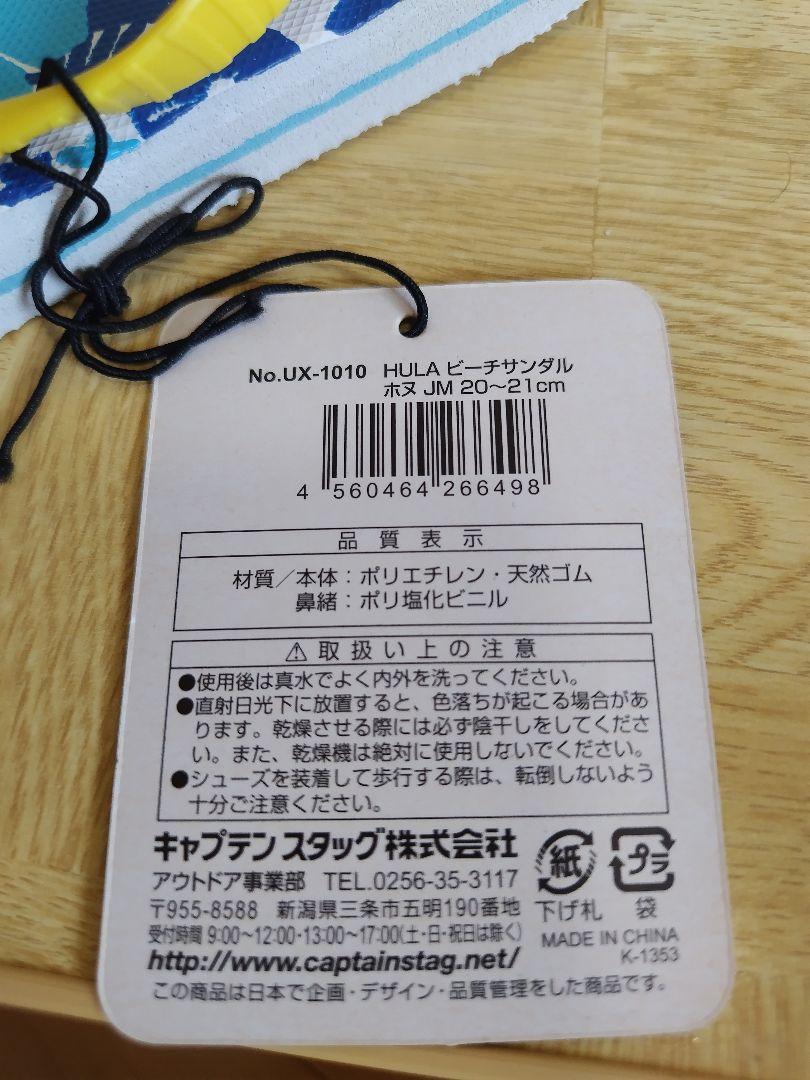 No.UX-1010 HULA ビーチサンダル
ホヌ JM 20～21cm
4 560464 266498
品質表示
材質／本体：ポリエチレン・天然ゴム
鼻緒：ポリ塩化ビニル
⚠取扱い上の注意
●使用後は真水でよく内外を洗ってください。
●直射日光下に放置すると、色落ちが起こる場合があ
ります。乾燥させる際には必ず陰干しをしてくださ
い。また、乾燥機は絶対に使用しないでください。
●シューズを装着して歩行する際は、転倒しないよう
十分ご注意ください。
キャプテンスタッグ株式会社
アウトドア事業部 TEL.0256-35-3117
〒955-8588 新潟県三条市五明190番地
受付時間 9:00～12:00・13:00～17:00(土・日・祝日は除く)
http://www.captainstag.net/
紙 プラ
下げ札 袋
MADE IN CHINA
K-1353
この商品は日本で企画・デザイン・品質管理をした商品です。